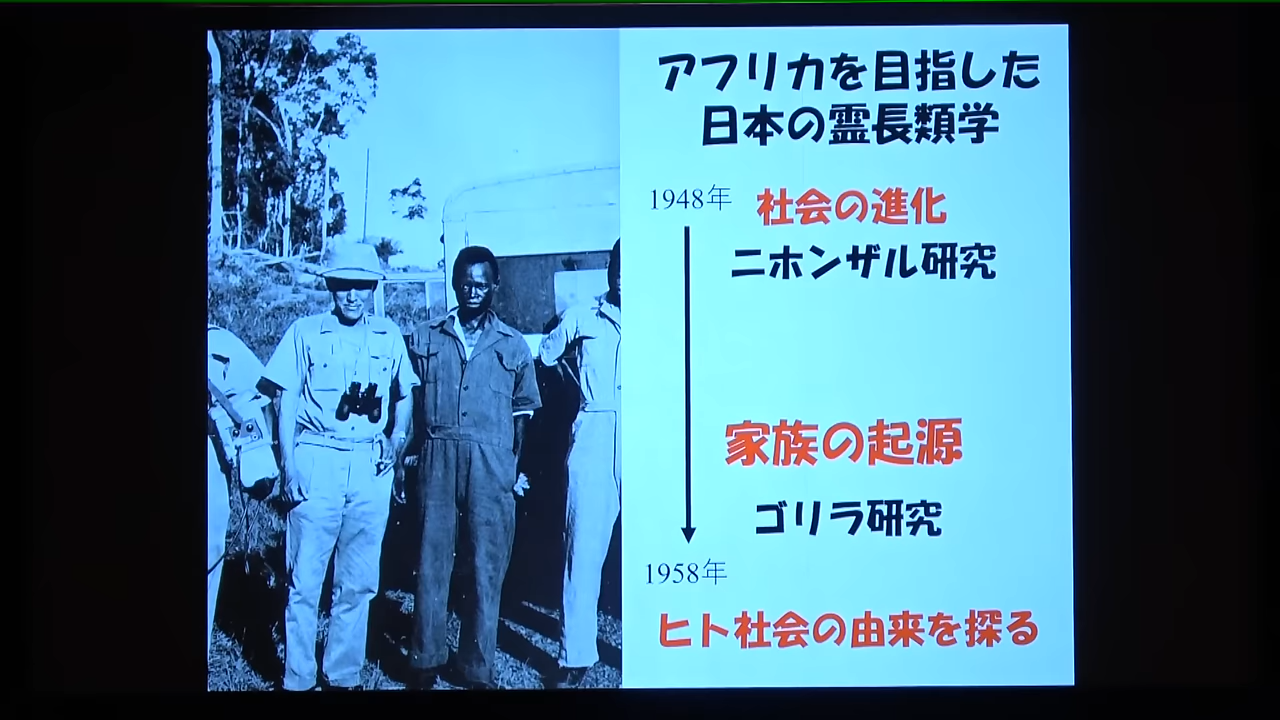 アフリカを目指した
日本の霊長類学
1948年 社会の進化
ニホンザル研究
家族の起源
ゴリラ研究
1958年
ヒト社会の由来を探る